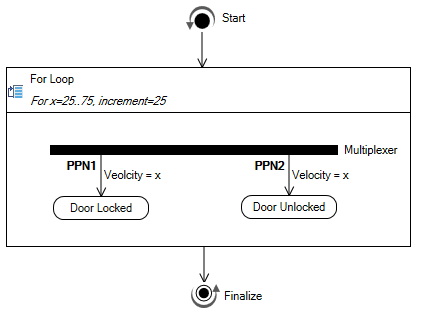 Start
For Loop
For x=25..75, increment=25
Multiplexer
PPN1
PPN2
Veolcity = x
Velocity = x
Door Locked
Door Unlocked
Finalize